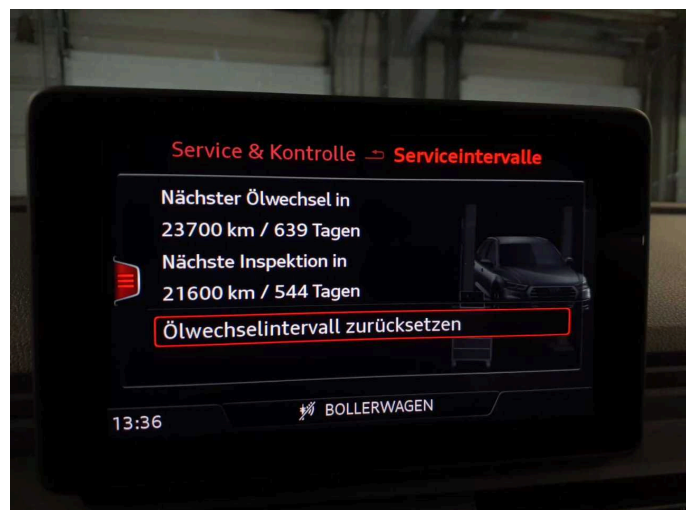 Service & Kontrolle Serviceintervalle
Nächster Ölwechsel in
23700 km / 639 Tagen
Nächste Inspektion in
21600 km / 544 Tagen
Ölwechselintervall zurücksetzen
13:36 BOLLERWAGEN